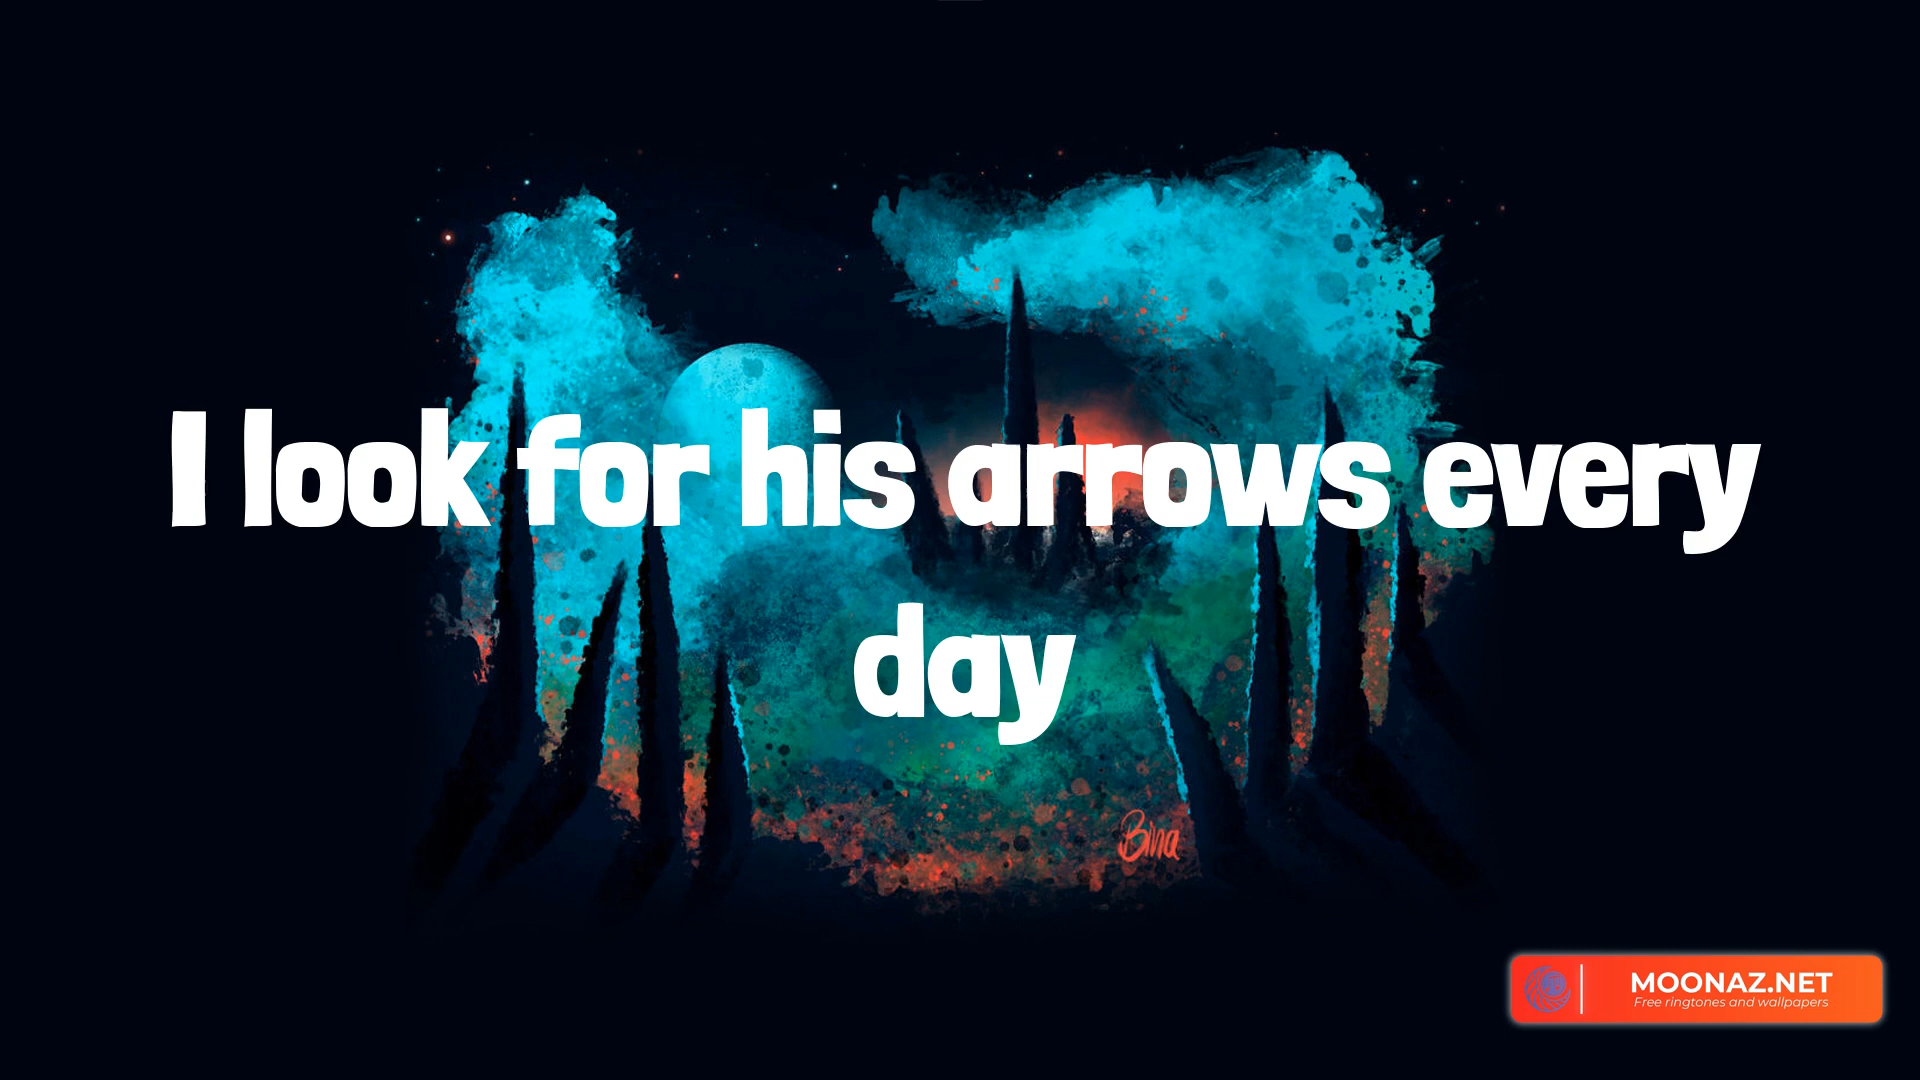 I look for his arrows every
day
Bina
MOONAZ.NET
Free ringtones and wallpapers